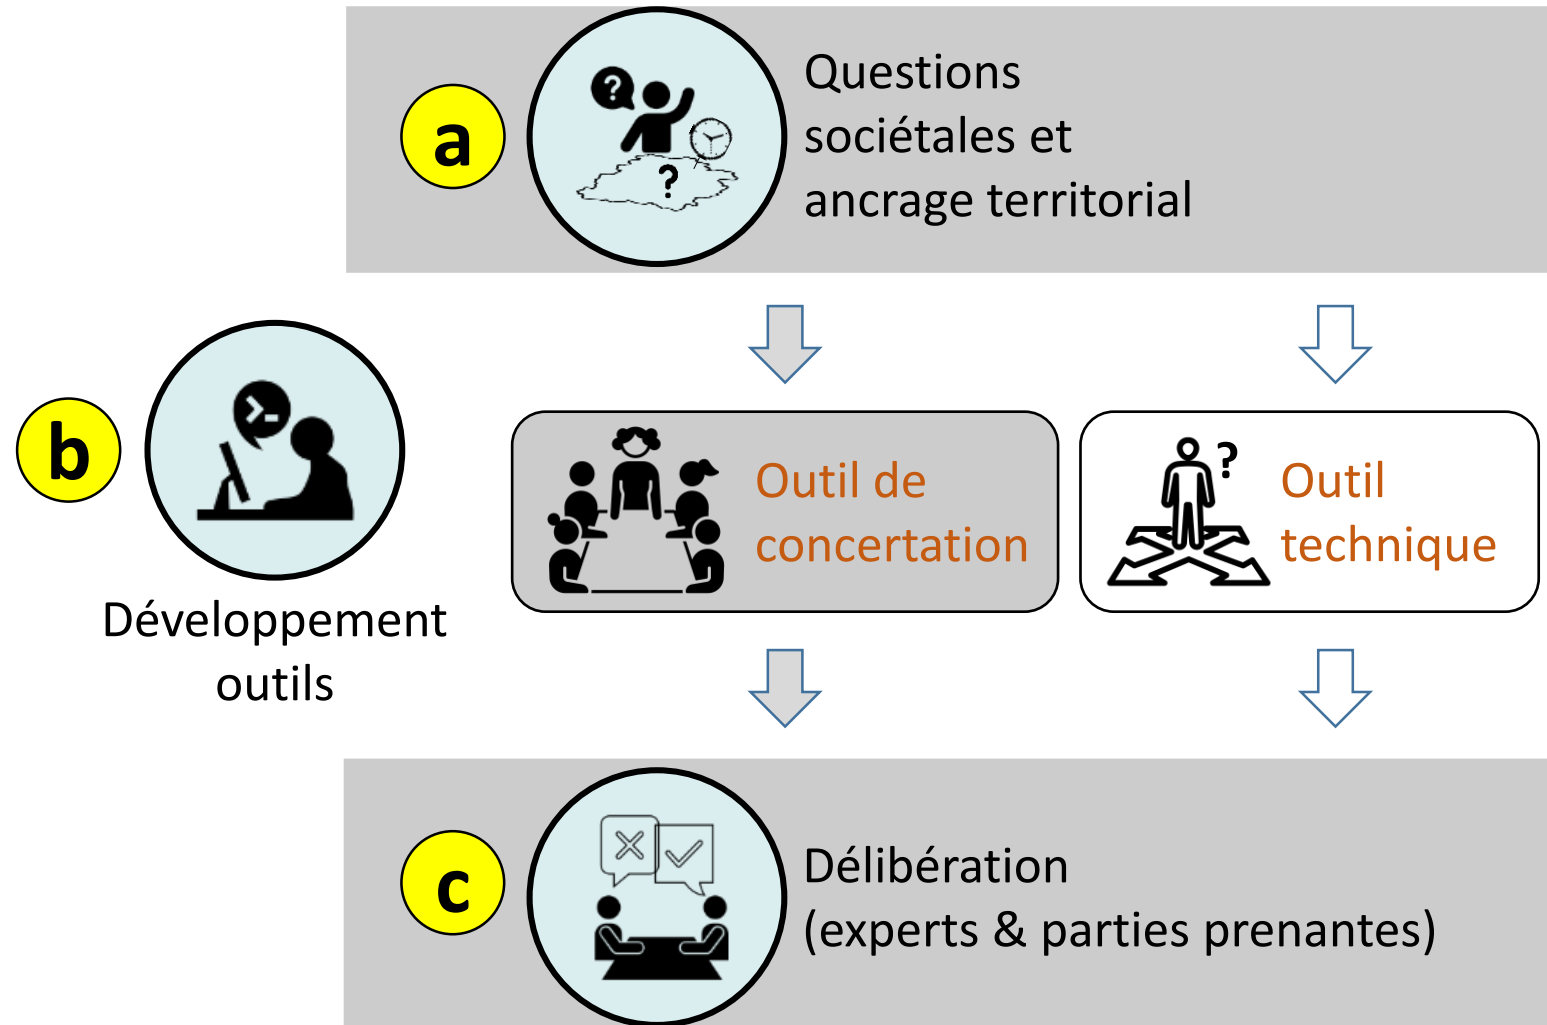 a
?
?
Questions
sociétales et
ancrage territorial
b
>_
Développement
outils
Outil de
concertation
?
Outil
technique
c
Délibération
(experts & parties prenantes)